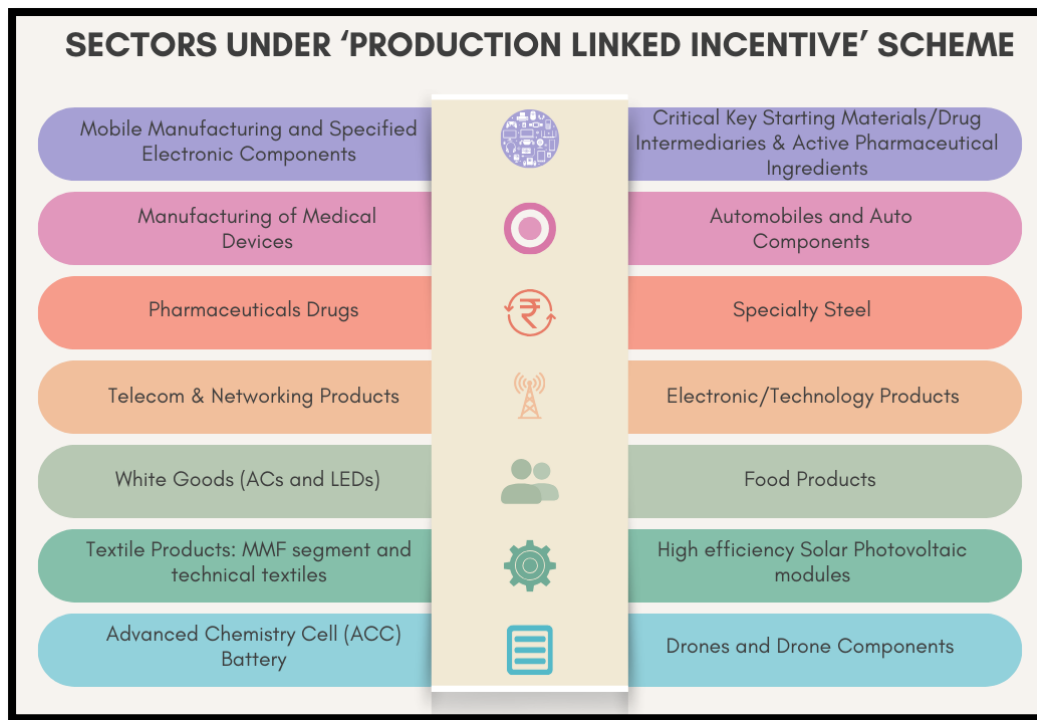 SECTORS UNDER ‘PRODUCTION LINKED INCENTIVE’ SCHEME
Mobile Manufacturing and Specified
Electronic Components
Critical Key Starting Materials/Drug
Intermediaries & Active Pharmaceutical
Ingredients
Manufacturing of Medical
Devices
Automobiles and Auto
Components
Pharmaceuticals Drugs
₹
Specialty Steel
Telecom & Networking Products
Electronic/Technology Products
White Goods (ACs and LEDs)
Food Products
Textile Products: MMF segment and
technical textiles
High efficiency Solar Photovoltaic
modules
Advanced Chemistry Cell (ACC)
Battery
Drones and Drone Components